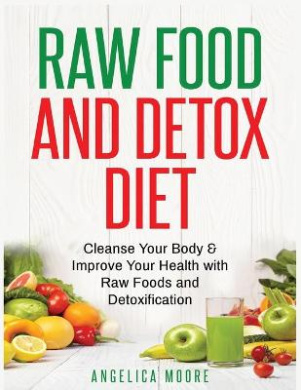 RAW FOOD
AND DETOX
DIET
Cleanse Your Body &
Improve Your Health with
Raw Foods and
Detoxification
ANGELICA MOORE